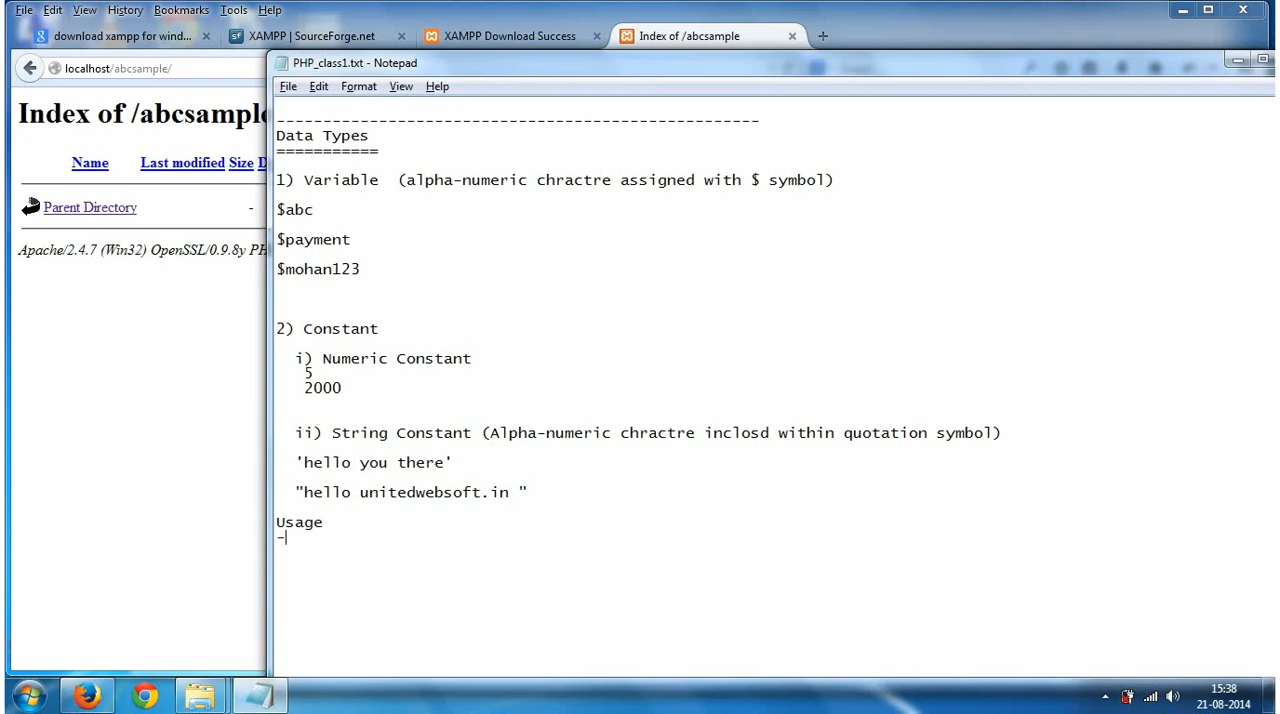 File Edit View History Bookmarks Tools Help
download xampp for wind... XAMPP | SourceForge.net XAMPP Download Success Index of /abcsample
localhost/abcsample/
PHP_class1.txt - Notepad
File Edit Format View Help
Index of /abcsample
Name Last modified Size D
Parent Directory -
Apache/2.4.7 (Win32) OpenSSL/0.9.8y PH
----------------------------------------------------
Data Types
===========
1) Variable (alpha-numeric chractre assigned with $ symbol)
$abc
$payment
$mohan123
2) Constant
i) Numeric Constant
5
2000
ii) String Constant (Alpha-numeric chractre inclosd within quotation symbol)
'hello you there'
"hello unitedwebsoft.in "
Usage
-
15:38
21-08-2014